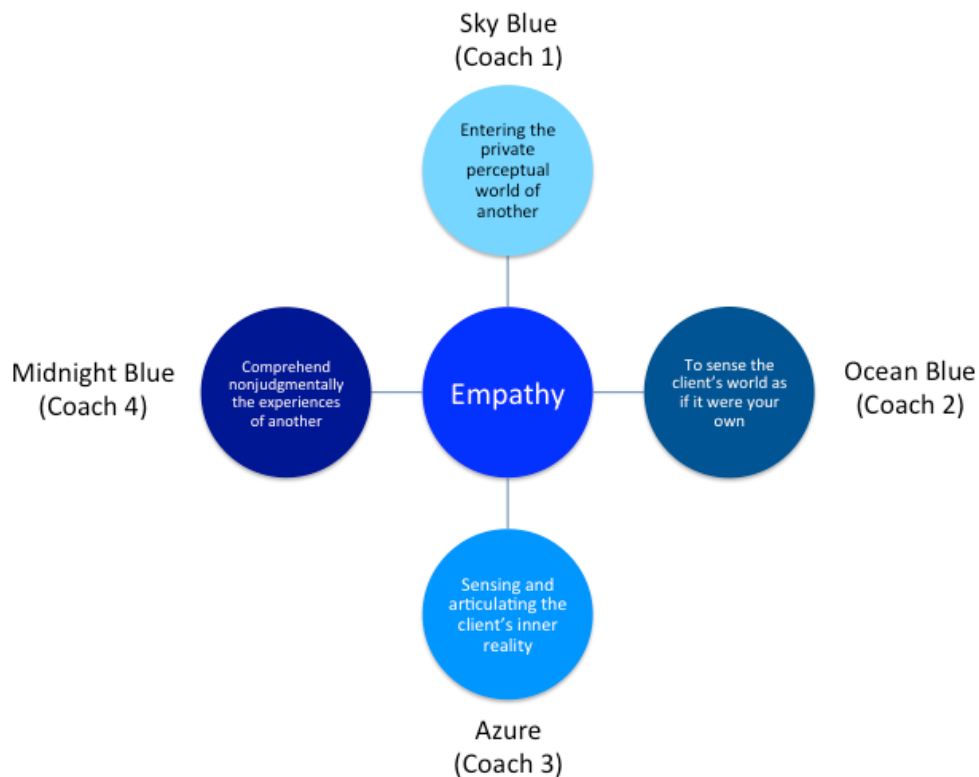 Sky Blue
(Coach 1)
Entering the
private
perceptual
world of
another
Midnight Blue
(Coach 4)
Comprehend
nonjudgmentally
the experiences
of another
Empathy
To sense the
client's world as
if it were your
own
Ocean Blue
(Coach 2)
Sensing and
articulating the
client's inner
reality
Azure
(Coach 3)